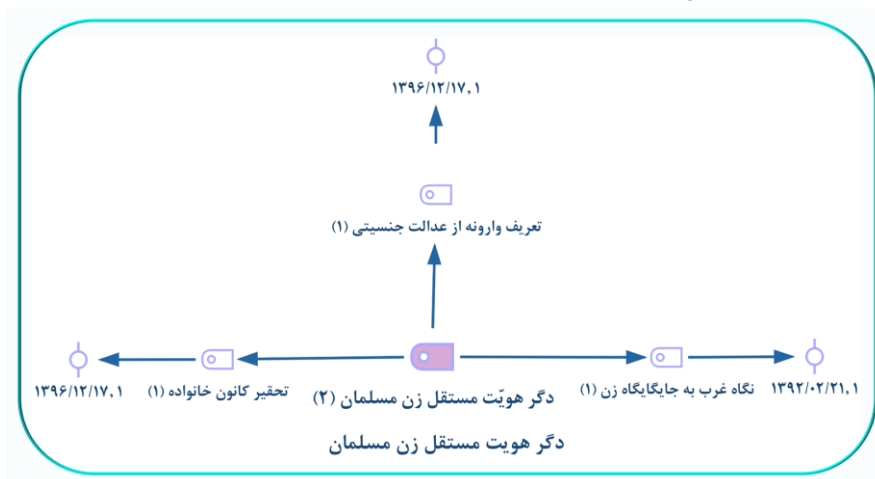 ۱۳۹۶/۱۲/۱۷,۱
تعریف وارونه از عدالت جنسیتی (۱)
۱۳۹۲/۰۲/۲۱,۱
نگاه غرب به جایگایگاه زن (۱)
دگر هویّت مستقل زن مسلمان (۲)
تحقیر کانون خانواده (۱)
۱۳۹۶/۱۲/۱۷,۱
دگر هویت مستقل زن مسلمان